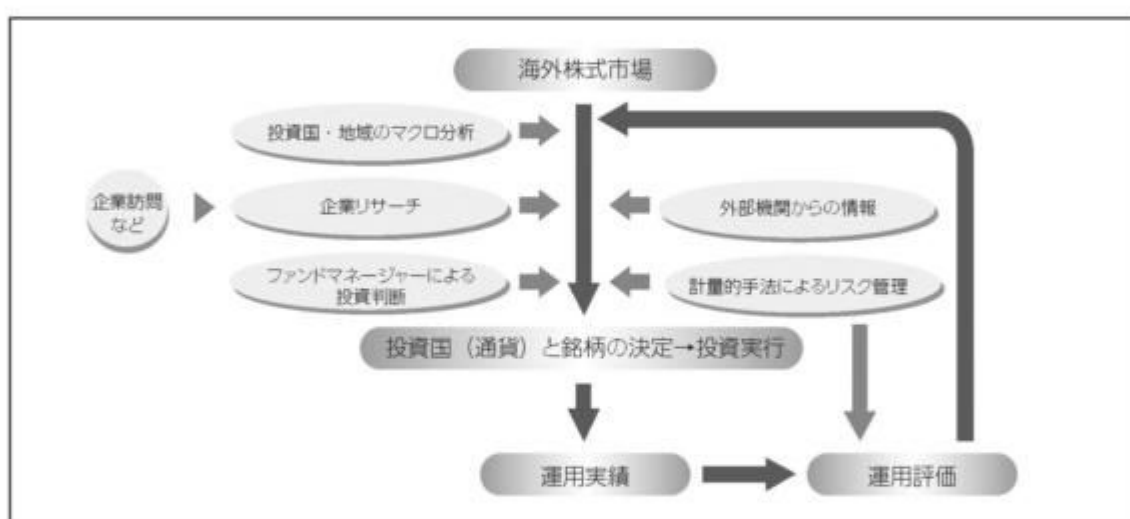 海外株式市場
投資国・地域のマクロ分析
企業訪問
など
企業リサーチ
外部機関からの情報
ファンドマネージャーによる
投資判断
計量的手法によるリスク管理
投資国（通貨）と銘柄の決定→投資実行
運用実績
運用評価